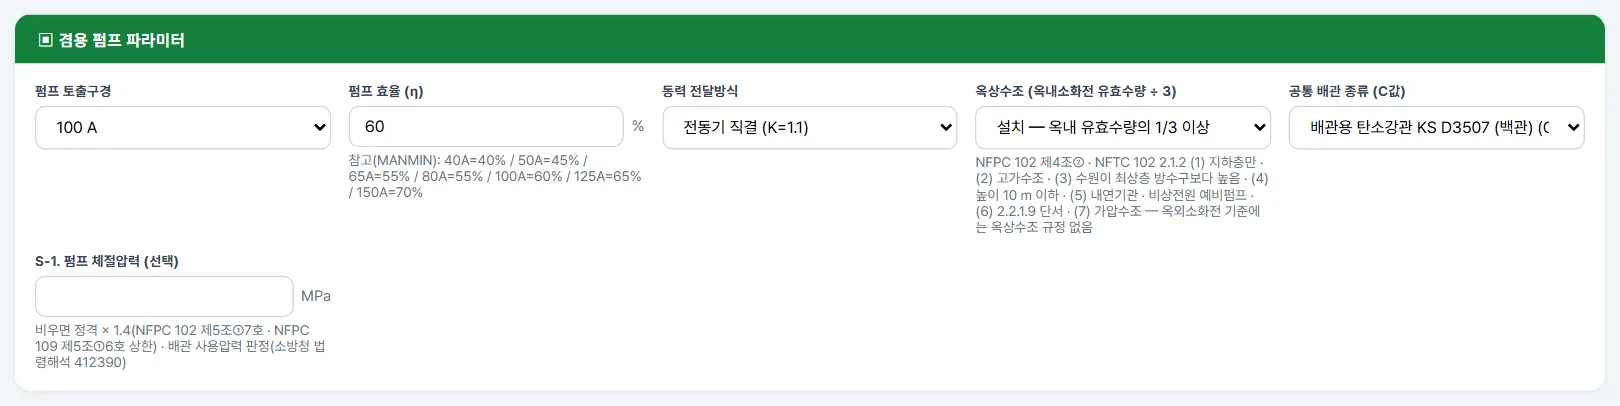 ▣ 겸용 펌프 파라미터
펌프 토출구경
100 A
펌프 효율 (η)
60
%
참고(MANMIN): 40A=40% / 50A=45% /
65A=55% / 80A=55% / 100A=60% / 125A=65%
/ 150A=70%
동력 전달방식
전동기 직결 (K=1.1)
옥상수조 (옥내소화전 유효수량 ÷ 3)
설치 — 옥내 유효수량의 1/3 이상
NFPC 102 제4조② · NFTC 102 2.1.2 (1) 지하층만 ·
(2) 고가수조 · (3) 수원이 최상층 방수구보다 높음 · (4)
높이 10 m 이하 · (5) 내연기관 · 비상전원 예비펌프 ·
(6) 2.2.1.9 단서 · (7) 가압수조 — 옥외소화전 기준에
는 옥상수조 규정 없음
공통 배관 종류 (C값)
배관용 탄소강관 KS D3507 (백관) (C
S-1. 펌프 체절압력 (선택)
MPa
비우면 정격 × 1.4(NFPC 102 제5조①7호 · NFPC
109 제5조①6호 상한) · 배관 사용압력 판정(소방청 법
령해석 412390)